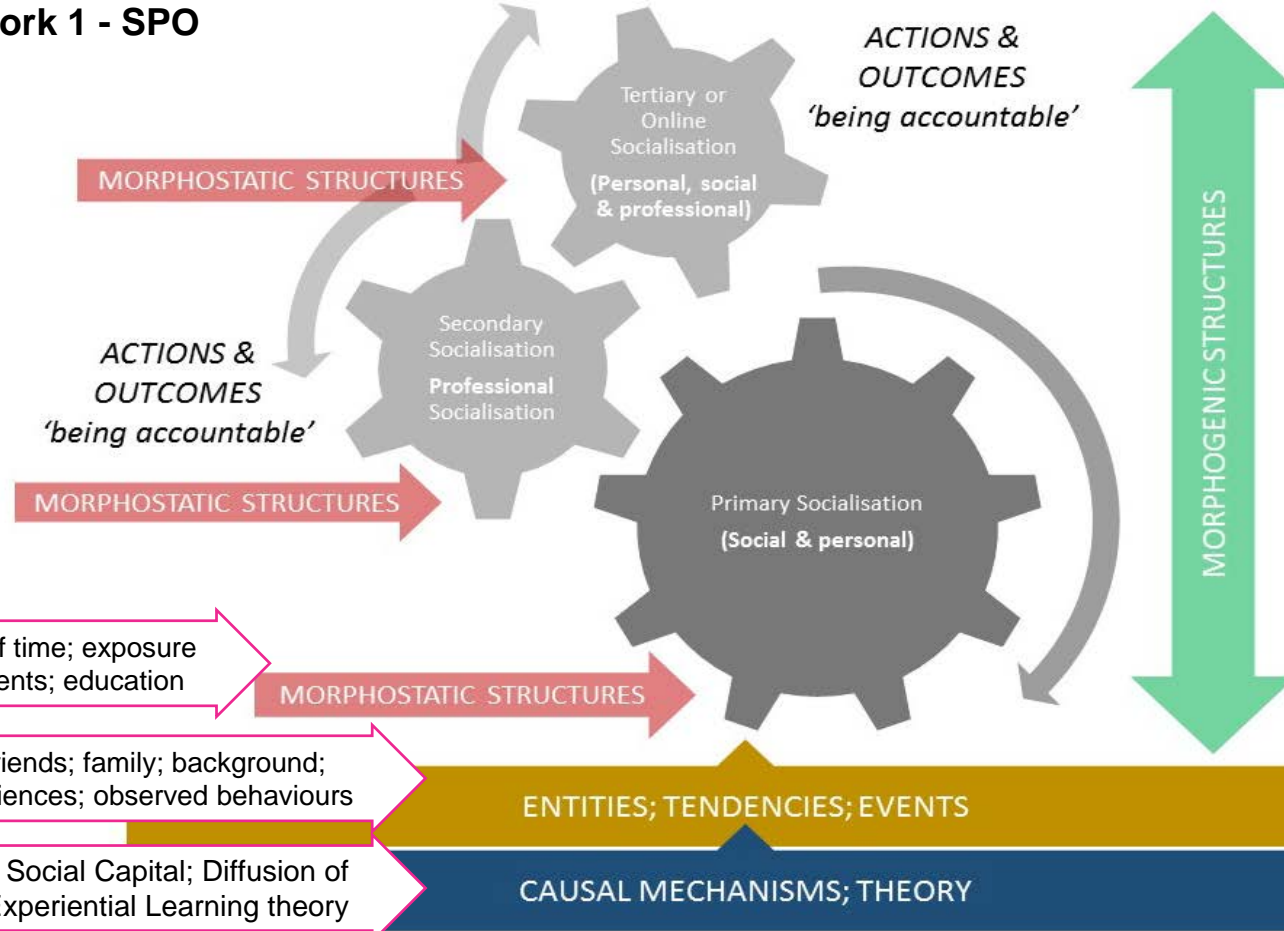 ork 1 - SPO
ACTIONS &
OUTCOMES
‘being accountable’
Tertiary or
Online
Socialisation
(Personal, social
& professional)
MORPHOSTATIC STRUCTURES
MORPHOGENIC STRUCTURES
Secondary
Socialisation
Professional
Socialisation
ACTIONS &
OUTCOMES
‘being accountable’
MORPHOSTATIC STRUCTURES
Primary Socialisation
(Social & personal)
f time; exposure
ents; education
MORPHOSTATIC STRUCTURES
riends; family; background;
iences; observed behaviours
ENTITIES; TENDENCIES; EVENTS
Social Capital; Diffusion of
Experiential Learning theory
CAUSAL MECHANISMS; THEORY